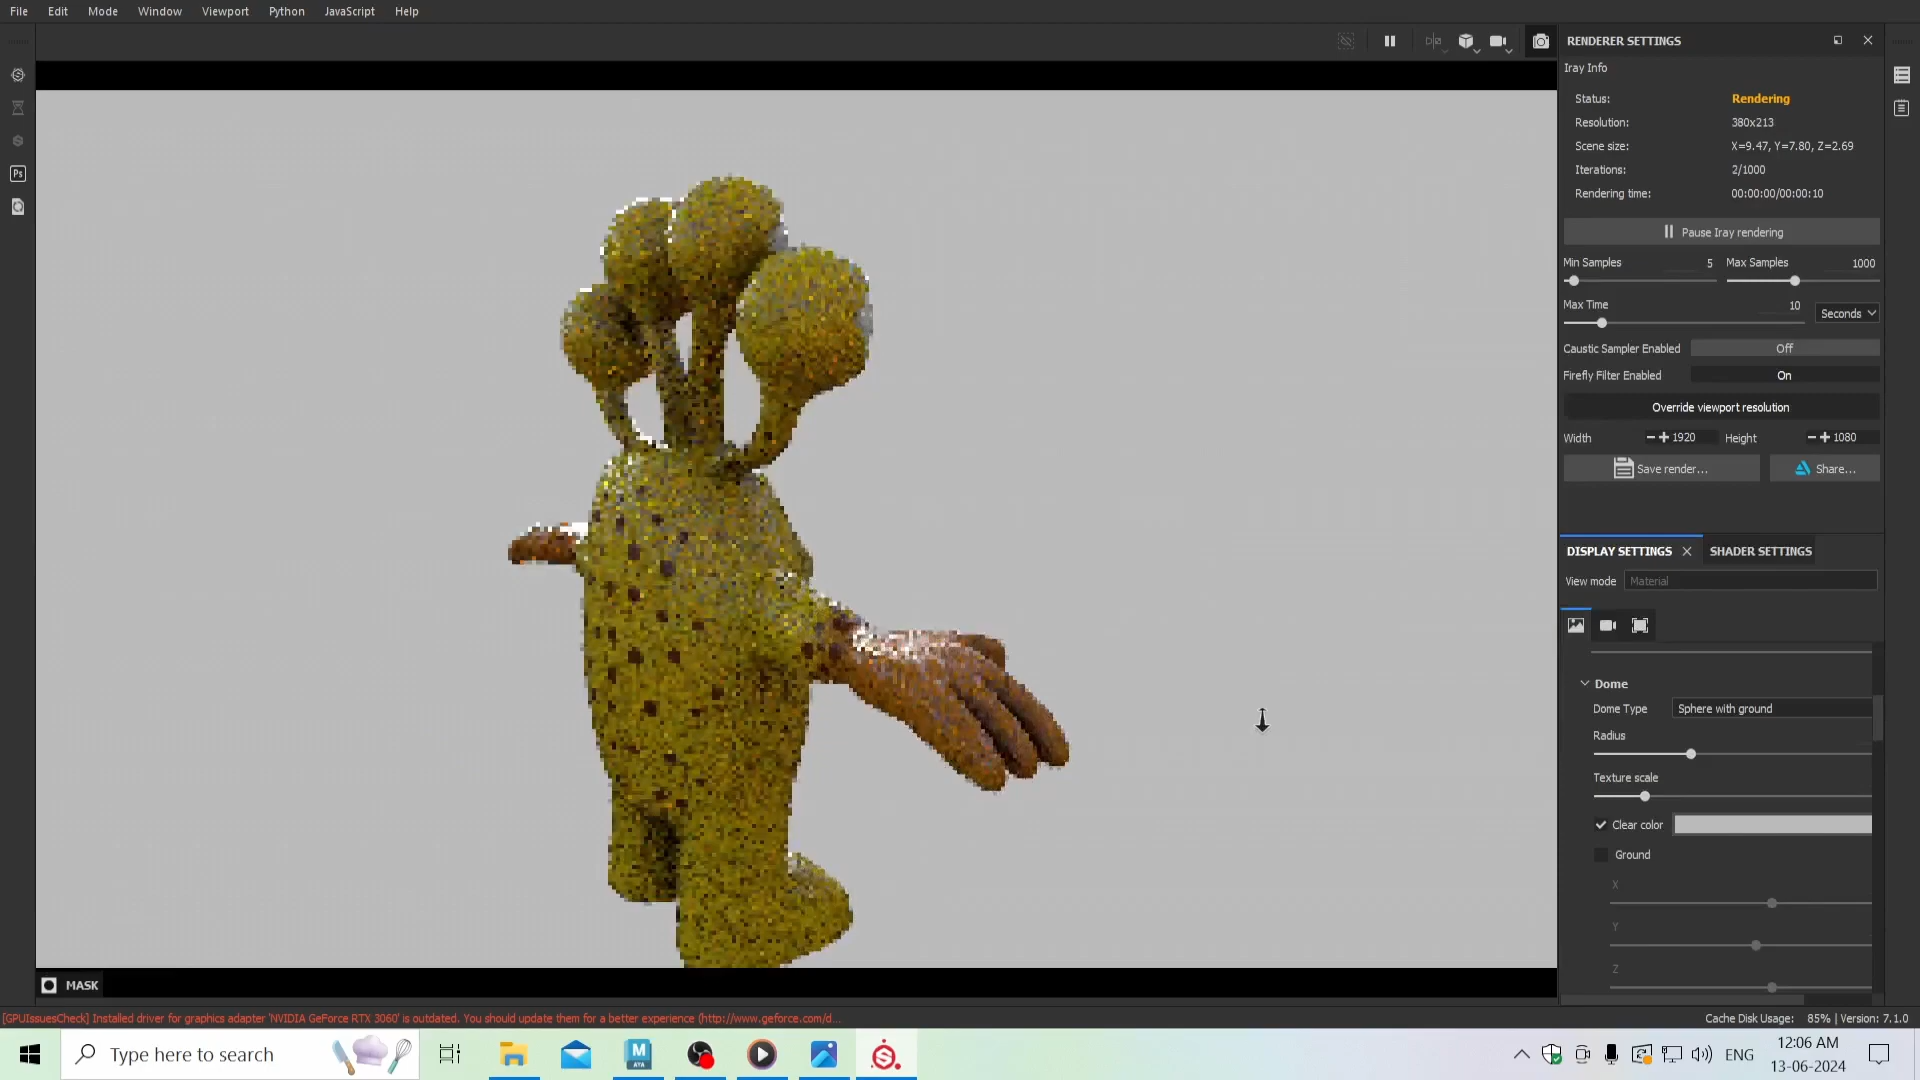 File Edit Mode Window Viewport Python JavaScript Help
RENDERER SETTINGS
Iray Info
Status: Rendering
Resolution: 380x213
Scene size: X=9.47, Y=7.80, Z=2.69
Iterations: 2/1000
Rendering time: 00:00:00/00:00:10
Pause Iray rendering
Min Samples 5 Max Samples 1000
Max Time 10 Seconds
Caustic Sampler Enabled Off
Firefly Filter Enabled On
Override viewport resolution
Width 1920 Height 1080
Save render... Share...
DISPLAY SETTINGS SHADER SETTINGS
View mode Material
Dome
Dome Type Sphere with ground
Radius
Texture scale
Clear color
Ground
X
Y
Z
Ps
MASK
[GPUIssuesCheck] Installed driver for graphics adapter 'NVIDIA GeForce RTX 3060' is outdated. You should update them for a better experience (http://www.geforce.com/d...
Cache Disk Usage: 85% | Version: 7.1.0
Type here to search
M
AYA
ENG
12:06 AM
13-06-2024